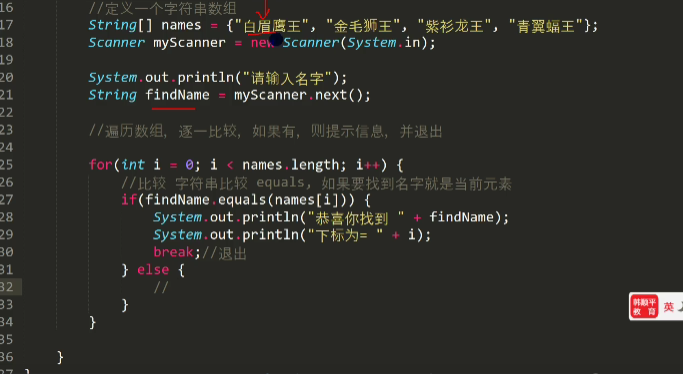 16 //定义一个字符串数组
17 String[] names = {"白眉鹰王", "金毛狮王", "紫衫龙王", "青翼蝠王"};
18 Scanner myScanner = new Scanner(System.in);
19
20 System.out.println("请输入名字");
21 String findName = myScanner.next();
22
23 //遍历数组, 逐一比较, 如果有, 则提示信息, 并退出
24
25 for(int i = 0; i < names.length; i++) {
26 //比较 字符串比较 equals, 如果要找到名字就是当前元素
27 if(findName.equals(names[i])) {
28 System.out.println("恭喜你找到 " + findName);
29 System.out.println("下标为= " + i);
30 break;//退出
31 } else {
32 //
33 }
34 }
35
36 }
37 }
韩顺平
教 育
英